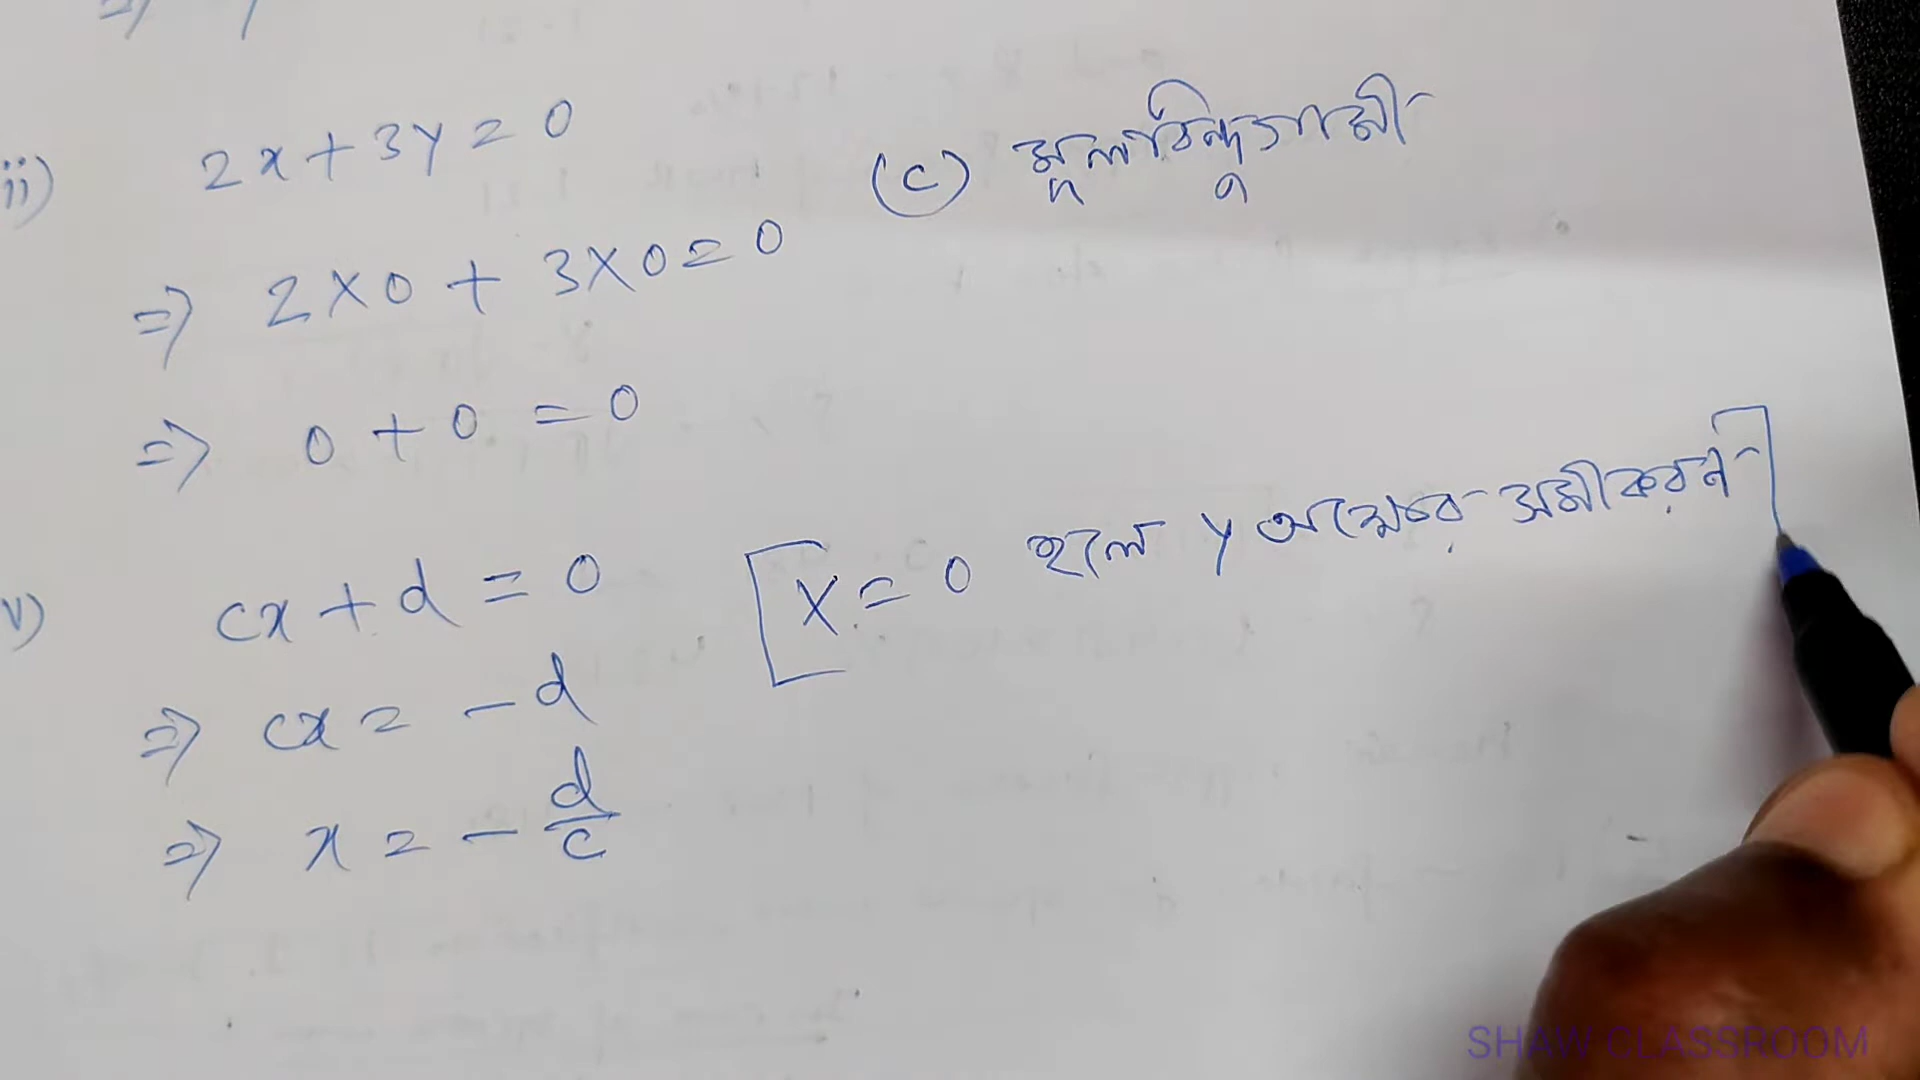 ii) 2x + 3y = 0 (c) মূলবিন্দুগামী
⇒ 2 x 0 + 3 x 0 = 0
⇒ 0 + 0 = 0
v) cx + d = 0 [x = 0 হলে y অক্ষের সমীকরণ]
⇒ cx = - d
⇒ x = - d/c
SHAW CLASSROOM